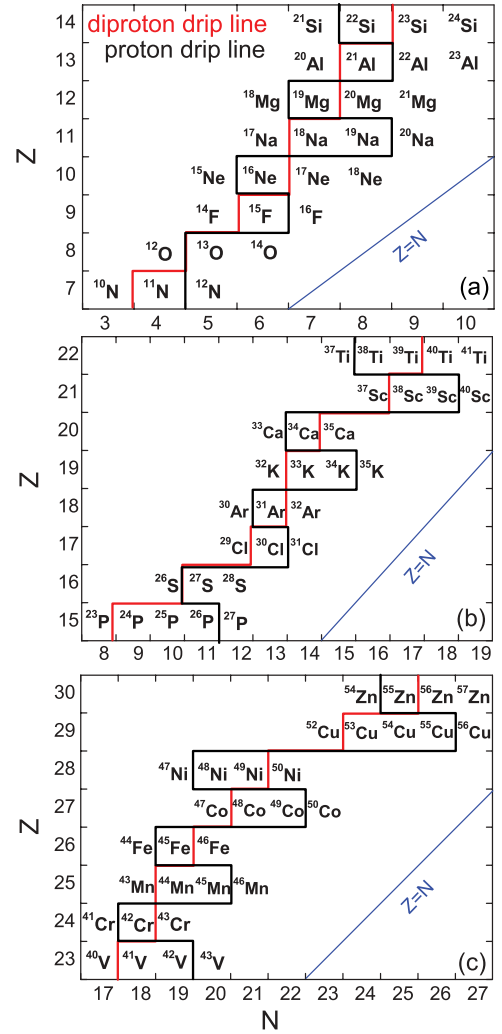 14 ²¹Si ²²Si ²³Si ²⁴Si
diproton drip line
proton drip line
13 ²⁰Al ²¹Al ²²Al ²³Al
12 ¹⁸Mg ¹⁹Mg ²⁰Mg ²¹Mg
11 ¹⁷Na ¹⁸Na ¹⁹Na ²⁰Na
Z
10 ¹⁵Ne ¹⁶Ne ¹⁷Ne ¹⁸Ne
9 ¹⁴F ¹⁵F ¹⁶F
8 ¹²O ¹³O ¹⁴O Z=N
7 ¹⁰N ¹¹N ¹²N (a)
3 4 5 6 7 8 9 10
22 ³⁷Ti ³⁸Ti ³⁹Ti ⁴⁰Ti ⁴¹Ti
21 ³⁷Sc ³⁸Sc ³⁹Sc ⁴⁰Sc
20 ³³Ca ³⁴Ca ³⁵Ca
Z
19 ³²K ³³K ³⁴K ³⁵K
18 ³⁰Ar ³¹Ar ³²Ar
17 ²⁹Cl ³⁰Cl ³¹Cl
16 ²⁶S ²⁷S ²⁸S Z=N
15 ²³P ²⁴P ²⁵P ²⁶P ²⁷P (b)
8 9 10 11 12 13 14 15 16 17 18 19
30 ⁵⁴Zn ⁵⁵Zn ⁵⁶Zn ⁵⁷Zn
29 ⁵²Cu ⁵³Cu ⁵⁴Cu ⁵⁵Cu ⁵⁶Cu
28 ⁴⁷Ni ⁴⁸Ni ⁴⁹Ni ⁵⁰Ni
27 ⁴⁷Co ⁴⁸Co ⁴⁹Co ⁵⁰Co
Z
26 ⁴⁴Fe ⁴⁵Fe ⁴⁶Fe
25 ⁴³Mn ⁴⁴Mn ⁴⁵Mn ⁴⁶Mn
24 ⁴¹Cr ⁴²Cr ⁴³Cr Z=N
23 ⁴⁰V ⁴¹V ⁴²V ⁴³V (c)
17 18 19 20 21 22 23 24 25 26 27
N